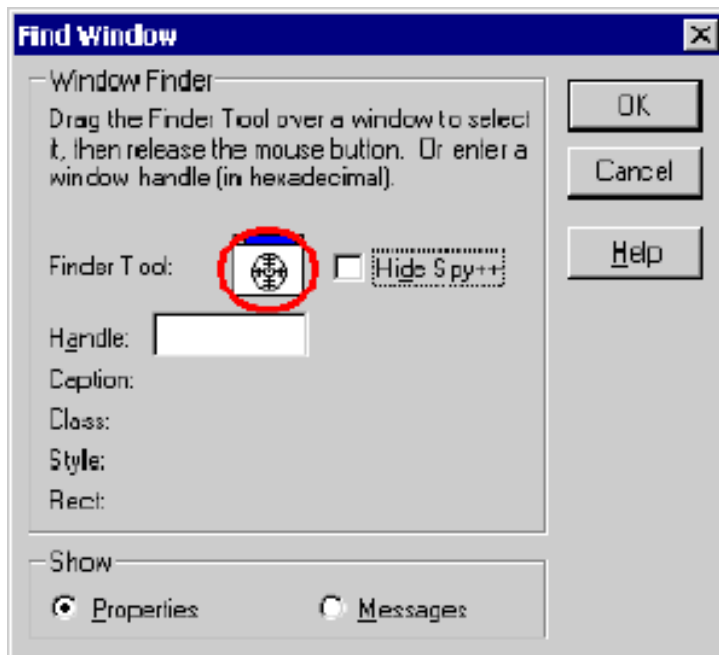 Find Window
Window Finder
Drag the Finder Tool over a window to select
it, then release the mouse button. Or enter a
window handle (in hexadecimal).
OK
Cancel
Help
Finder Tool:
Hide Spy++
Handle:
Caption:
Class:
Style:
Rect:
Show
Properties
Messages